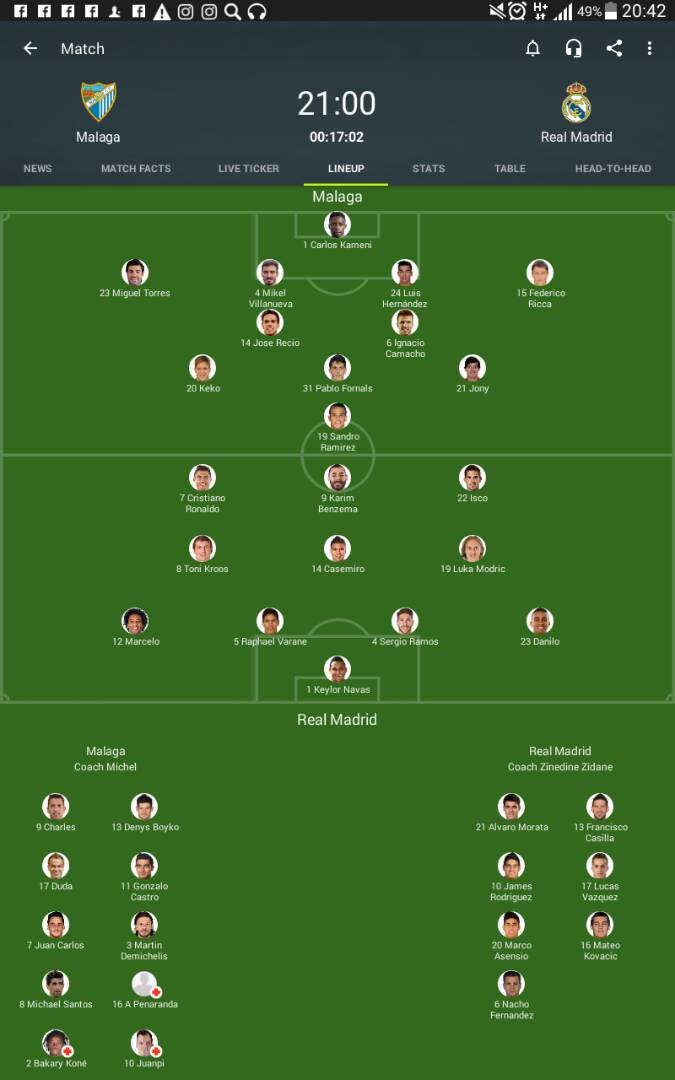 49% 20:42
Match
21:00
Malaga
00:17:02
Real Madrid
NEWS MATCH FACTS LIVE TICKER LINEUP STATS TABLE HEAD-TO-HEAD
Malaga
1 Carlos Kameni
23 Miguel Torres
4 Mikel
Villanueva
24 Luis
Hernández
15 Federico
Ricca
14 Jose Recio
6 Ignacio
Camacho
20 Keko
31 Pablo Fornals
21 Jony
19 Sandro
Ramirez
7 Cristiano
Ronaldo
9 Karim
Benzema
22 Isco
8 Toni Kroos
14 Casemiro
19 Luka Modric
12 Marcelo
5 Raphael Varane
4 Sergio Ramos
23 Danilo
1 Keylor Navas
Real Madrid
Malaga
Coach Michel
9 Charles
13 Denys Boyko
17 Duda
11 Gonzalo
Castro
7 Juan Carlos
3 Martin
Demichelis
8 Michael Santos
16 A Penaranda
2 Bakary Koné
10 Juanpi
Real Madrid
Coach Zinedine Zidane
21 Alvaro Morata
13 Francisco
Casilla
10 James
Rodriguez
17 Lucas
Vazquez
20 Marco
Asensio
16 Mateo
Kovacic
6 Nacho
Fernandez